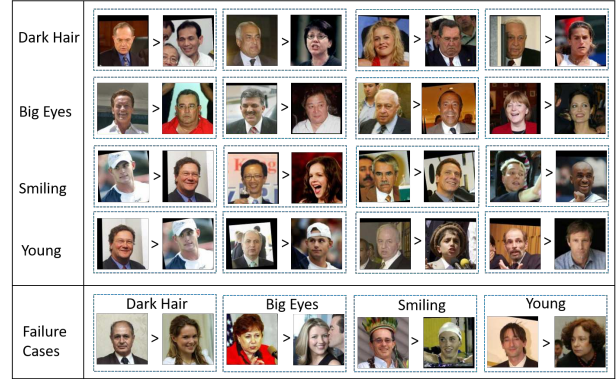 Dark Hair
> > > >
Big Eyes
> > > >
Smiling
> > > >
Young
> > > >
Dark Hair Big Eyes Smiling Young
Failure
Cases
> > > >